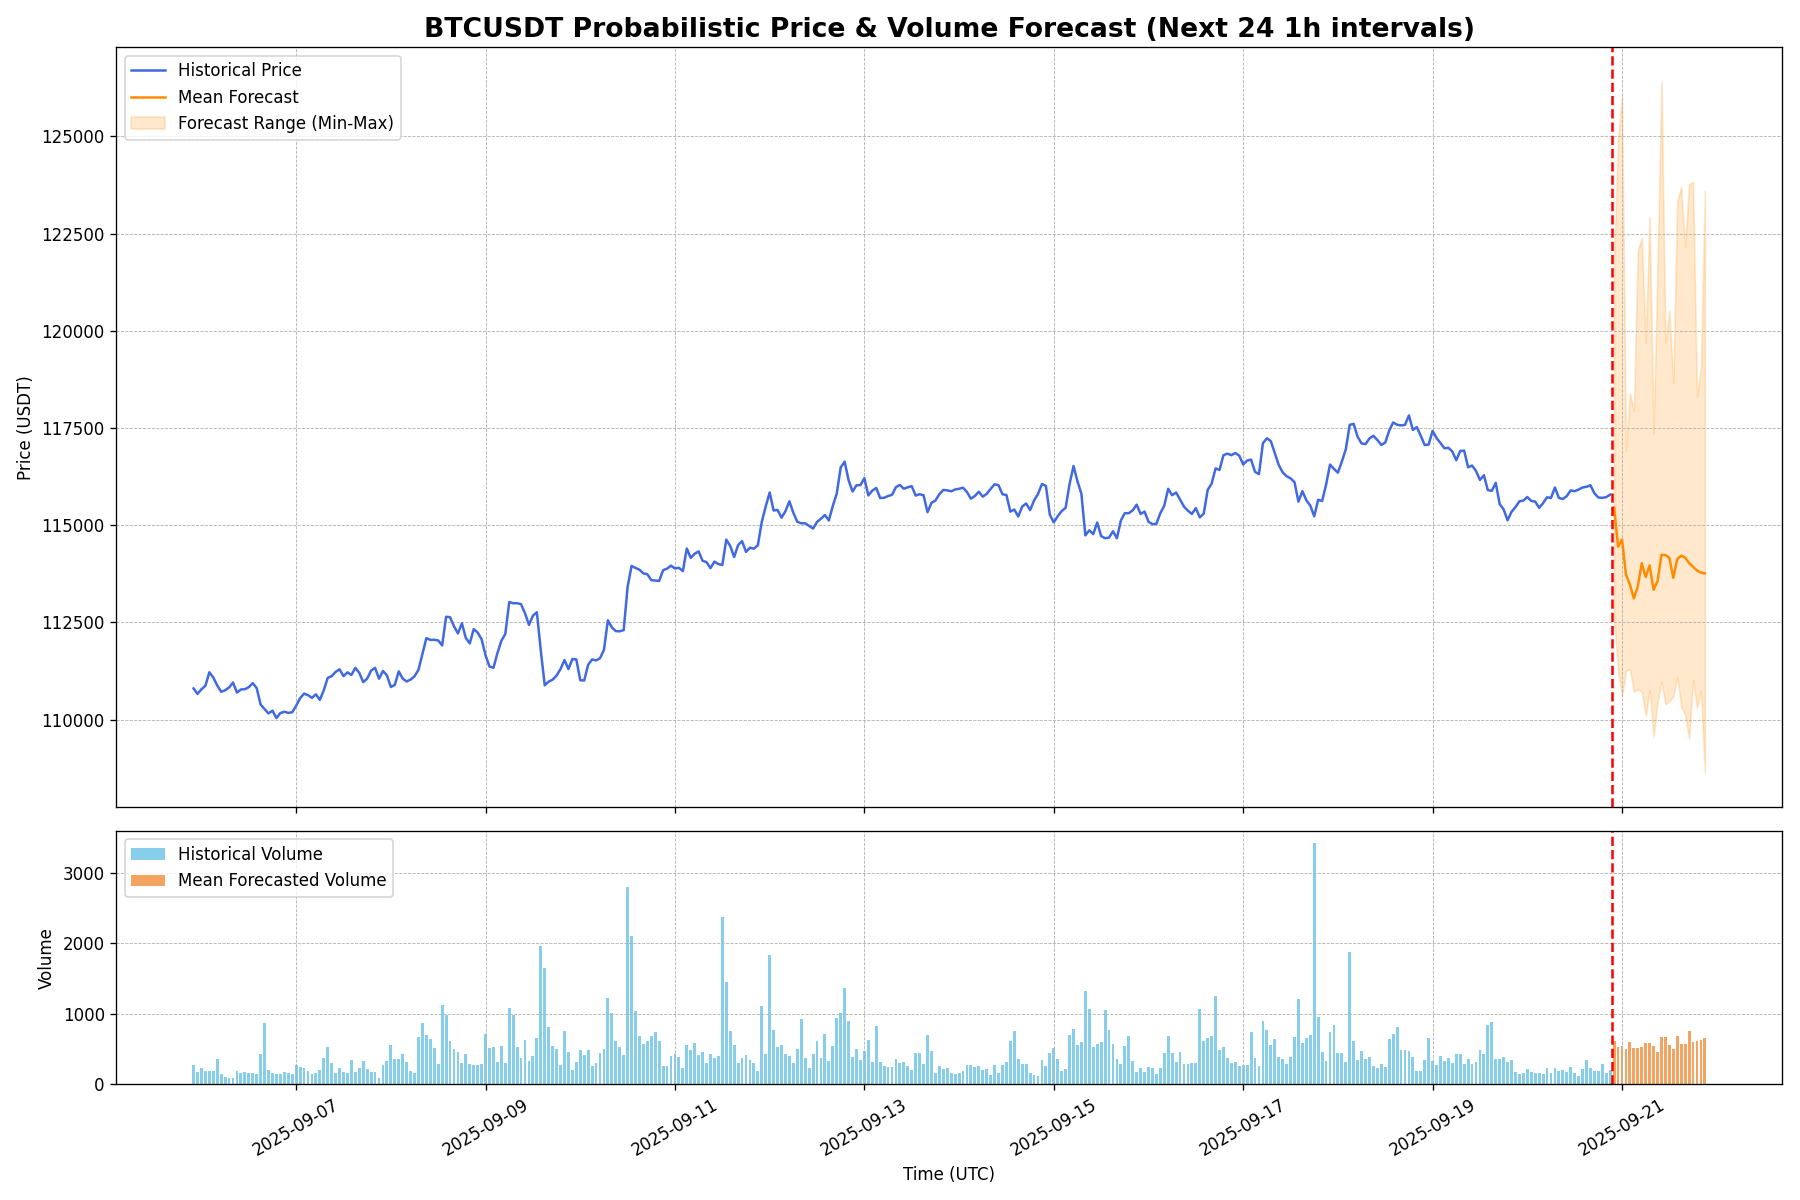 BTCUSDT Probabilistic Price & Volume Forecast (Next 24 1h intervals)
Historical Price
Mean Forecast
Forecast Range (Min-Max)
125000
122500
120000
117500
115000
112500
110000
Price (USDT)
Historical Volume
Mean Forecasted Volume
3000
2000
1000
0
Volume
2025-09-07
2025-09-09
2025-09-11
2025-09-13
2025-09-15
2025-09-17
2025-09-19
2025-09-21
Time (UTC)